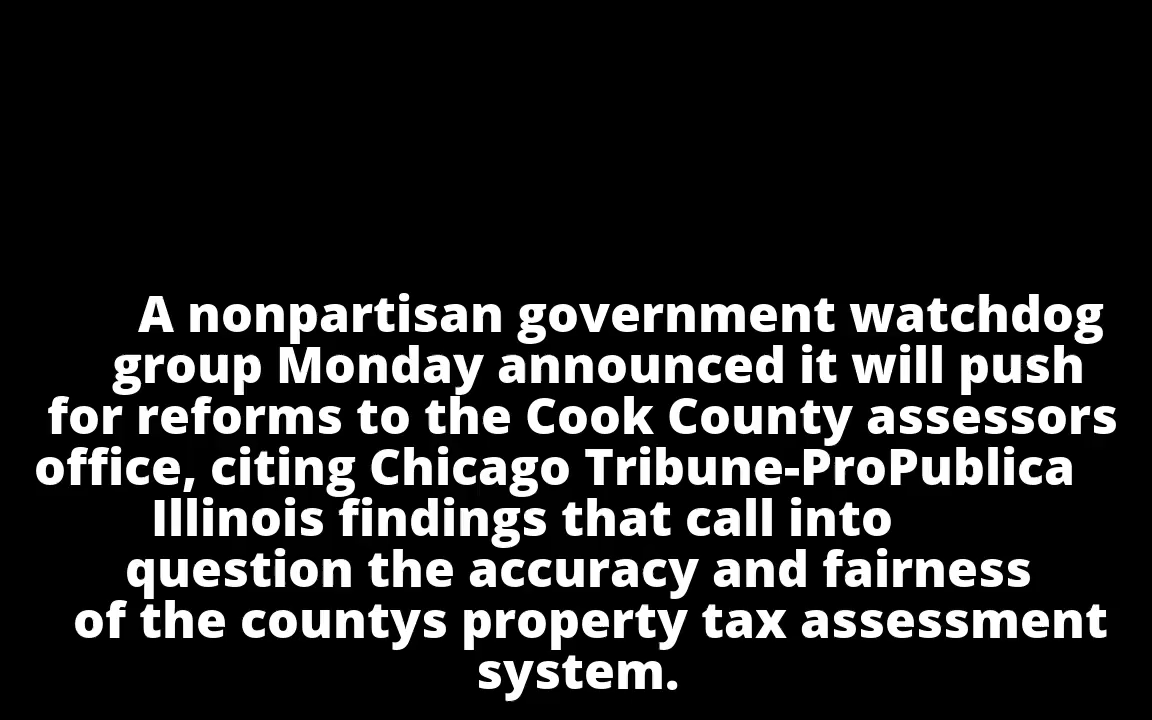 A nonpartisan government watchdog
group Monday announced it will push
for reforms to the Cook County assessors
office, citing Chicago Tribune-ProPublica
Illinois findings that call into
question the accuracy and fairness
of the countys property tax assessment
system.